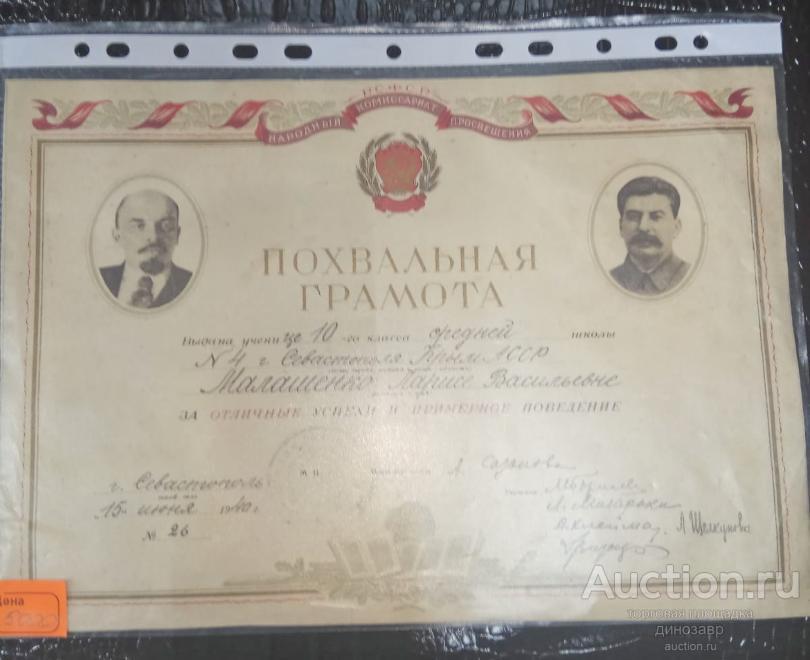 РСФСР
НАРОДНЫЙ КОМИССАРИАТ ПРОСВЕЩЕНИЯ
ПОХВАЛЬНАЯ
ГРАМОТА
Выдана ученице 10-го класса средней школы
N 4 г Севастополя Крым АССР
Малашенко Ларисе Васильевне
ЗА ОТЛИЧНЫЕ УСПЕХИ И ПРИМЕРНОЕ ПОВЕДЕНИЕ
г. Севастополь
М П
15 июня 1940 г
№ 26
А Щелкунова
Цена
Auction.ru
торговая площадка
динозавр
auction.ru